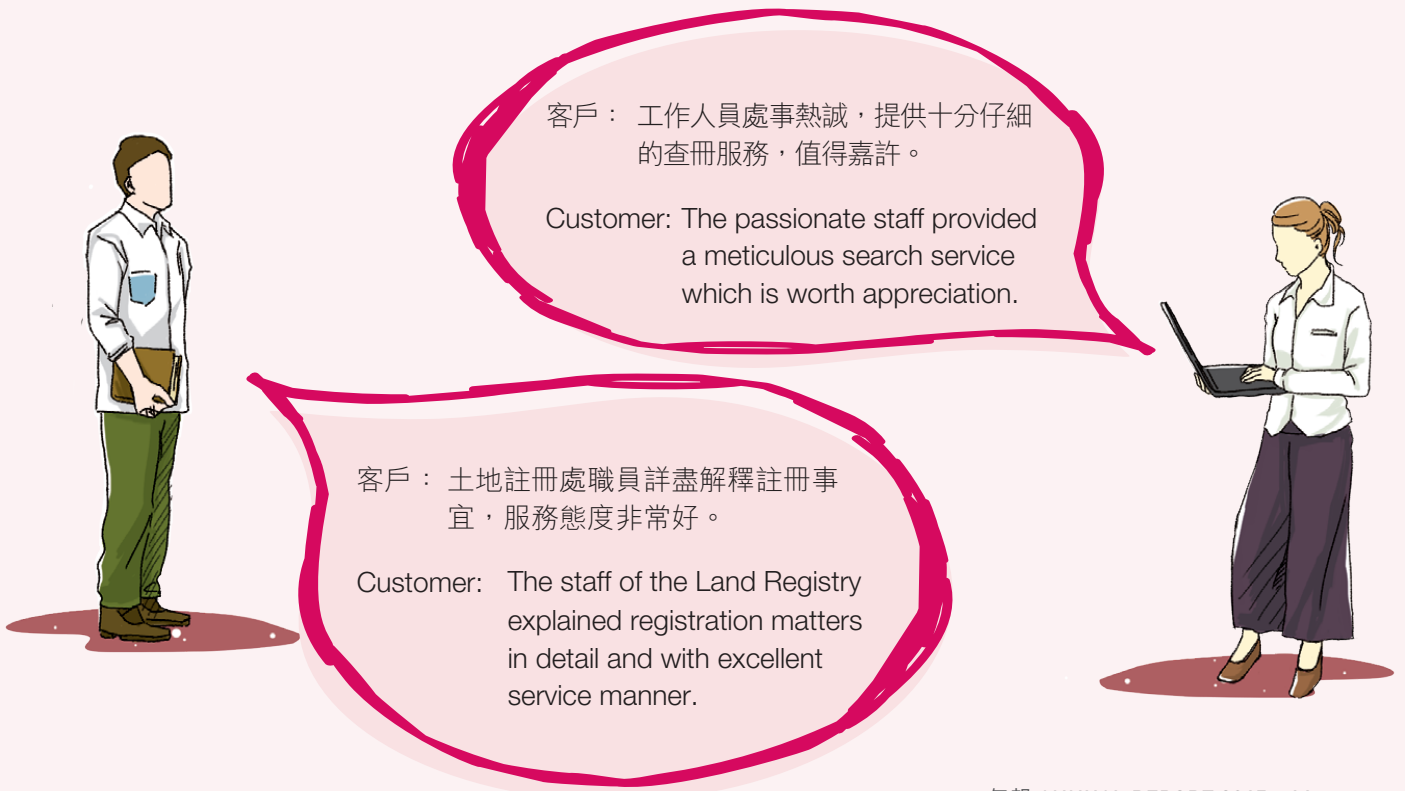 客戶： 工作人員處事熱誠，提供十分仔細
的查冊服務，值得嘉許。
Customer: The passionate staff provided
a meticulous search service
which is worth appreciation.
客戶： 土地註冊處職員詳盡解釋註冊事
宜，服務態度非常好。
Customer: The staff of the Land Registry
explained registration matters
in detail and with excellent
service manner.